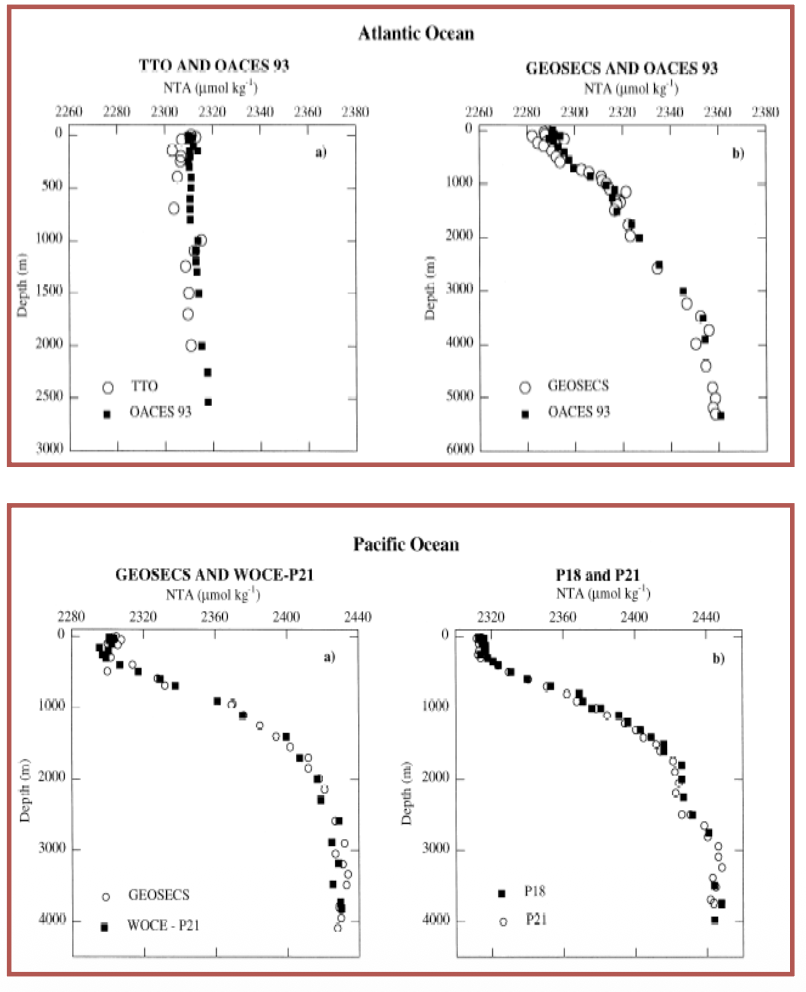 Atlantic Ocean
TTO AND OACES 93
NTA (μmol kg⁻¹)
2260 2280 2300 2320 2340 2360 2380
0
500
1000
1500
2000
2500
3000
Depth (m)
a)
TTO
OACES 93
GEOSECS AND OACES 93
NTA (μmol kg⁻¹)
2260 2280 2300 2320 2340 2360 2380
0
1000
2000
3000
4000
5000
6000
Depth (m)
b)
GEOSECS
OACES 93
Pacific Ocean
GEOSECS AND WOCE-P21
NTA (μmol kg⁻¹)
2280 2320 2360 2400 2440
0
1000
2000
3000
4000
Depth (m)
a)
GEOSECS
WOCE - P21
P18 and P21
NTA (μmol kg⁻¹)
2320 2360 2400 2440
0
1000
2000
3000
4000
Depth (m)
b)
P18
P21